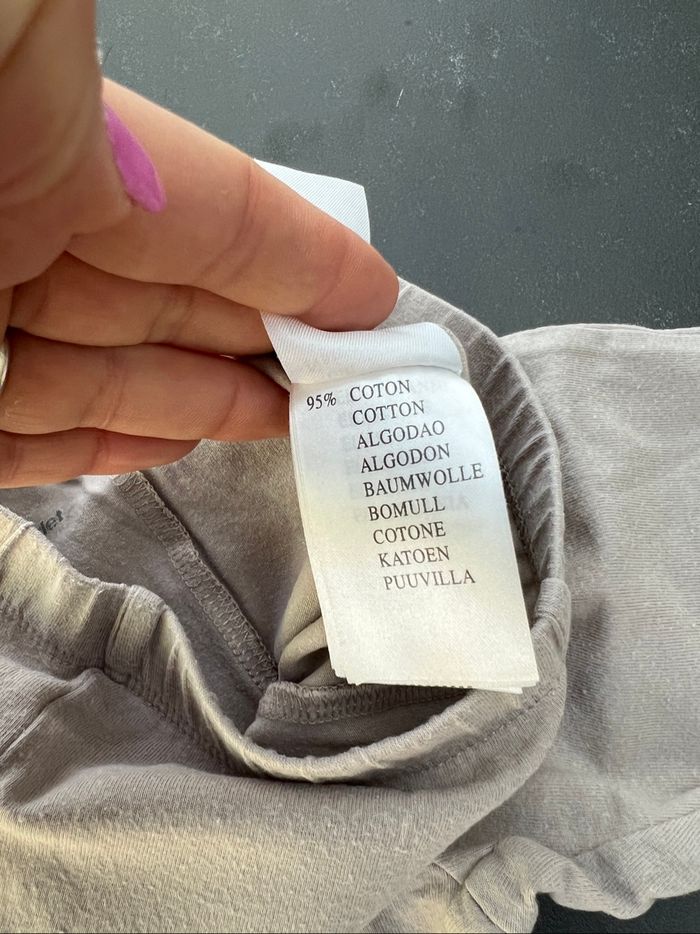 95% COTON
COTTON
ALGODAO
ALGODON
BAUMWOLLE
BOMULL
COTONE
KATOEN
PUUVILLA